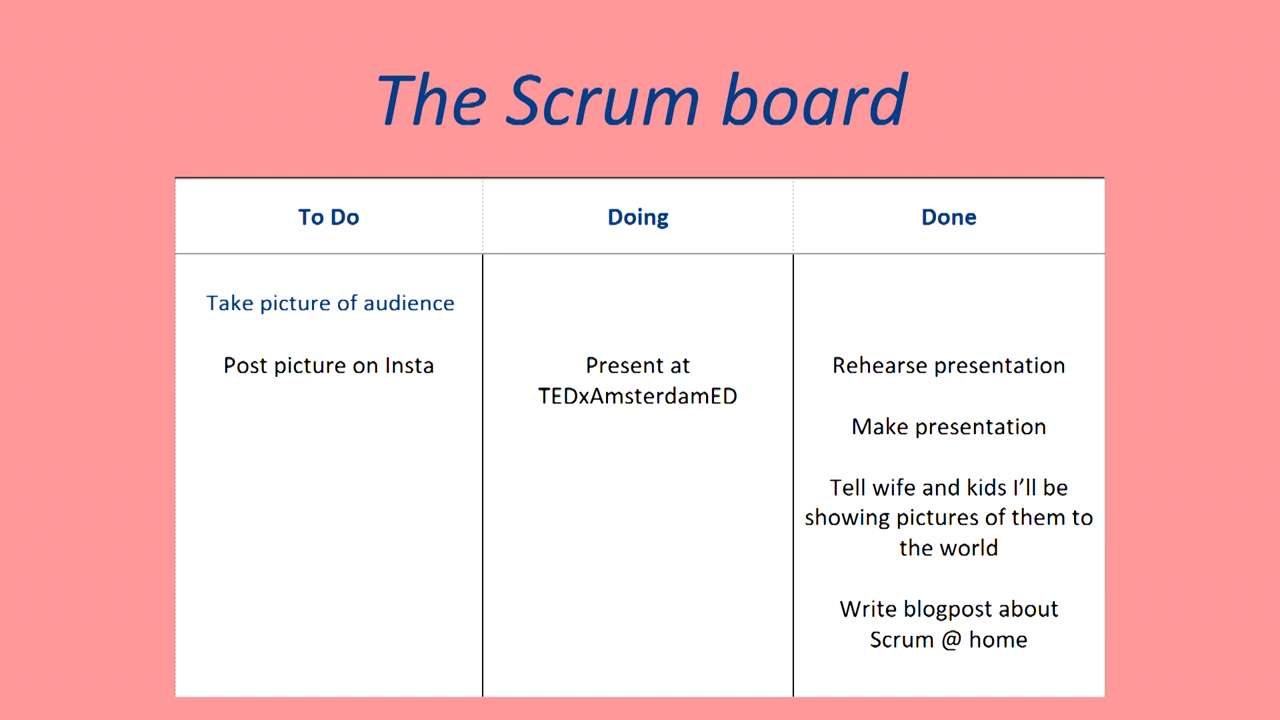 The Scrum board
To Do
Doing
Done
Take picture of audience
Post picture on Insta
Present at
TEDxAmsterdamED
Rehearse presentation
Make presentation
Tell wife and kids I’ll be
showing pictures of them to
the world
Write blogpost about
Scrum @ home